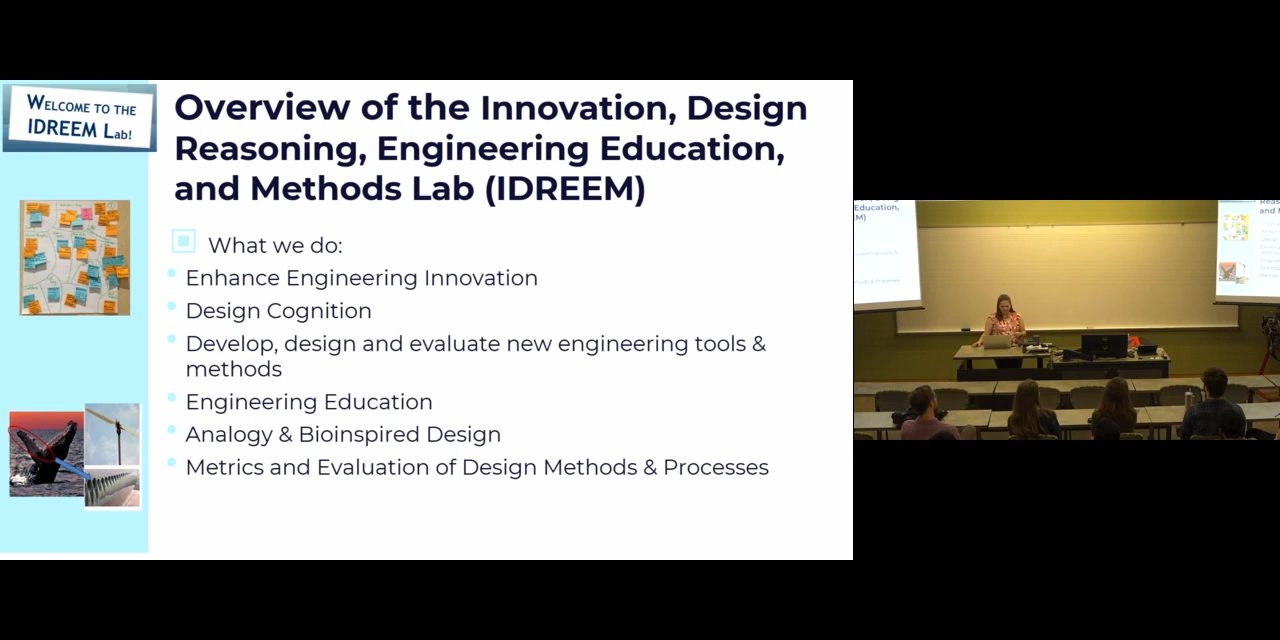 WELCOME TO THE
IDREEM Lab!
Overview of the Innovation, Design
Reasoning, Engineering Education,
and Methods Lab (IDREEM)
What we do:
Enhance Engineering Innovation
Design Cognition
Develop, design and evaluate new engineering tools &
methods
Engineering Education
Analogy & Bioinspired Design
Metrics and Evaluation of Design Methods & Processes
Education,